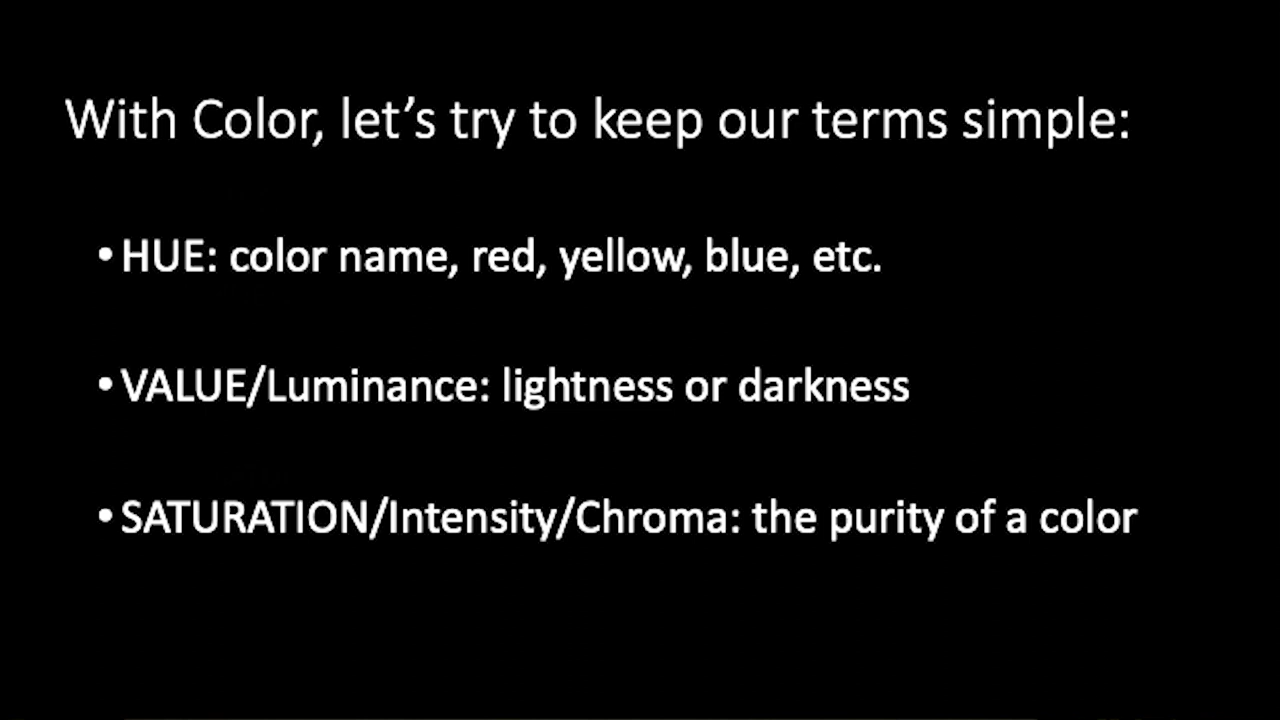 With Color, let’s try to keep our terms simple:
• HUE: color name, red, yellow, blue, etc.
• VALUE/Luminance: lightness or darkness
• SATURATION/Intensity/Chroma: the purity of a color